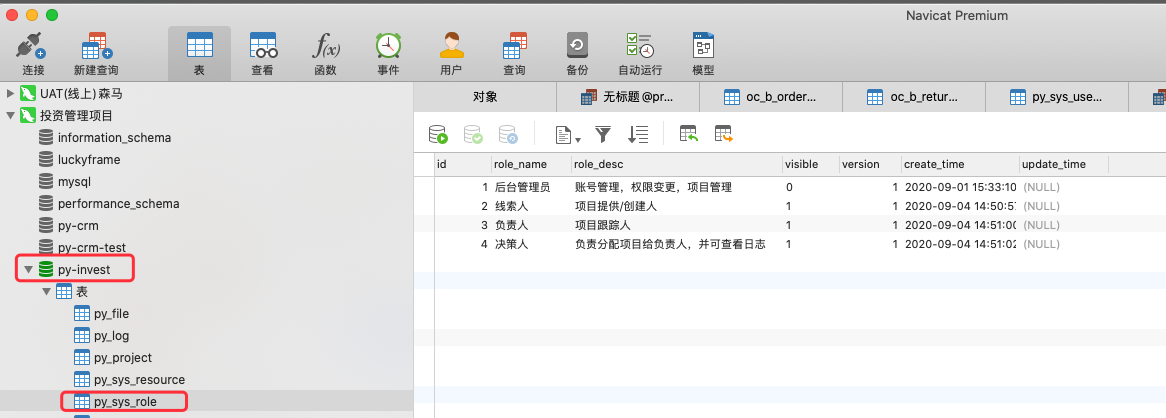 Navicat Premium
连接 新建查询 表 查看 函数 事件 用户 查询 备份 自动运行 模型
f(x)
UAT(线上)森马
投资管理项目
information_schema
luckyframe
mysql
performance_schema
py-crm
py-crm-test
py-invest
表
py_file
py_log
py_project
py_sys_resource
py_sys_role
对象 无标题@pr... oc_b_order... oc_b_retur... py_sys_use...
id role_name role_desc visible version create_time update_time
1 后台管理员 账号管理，权限变更，项目管理 0 1 2020-09-01 15:33:10 (NULL)
2 线索人 项目提供/创建人 1 1 2020-09-04 14:50:57 (NULL)
3 负责人 项目跟踪人 1 1 2020-09-04 14:51:00 (NULL)
4 决策人 负责分配项目给负责人，并可查看日志 1 1 2020-09-04 14:51:02 (NULL)